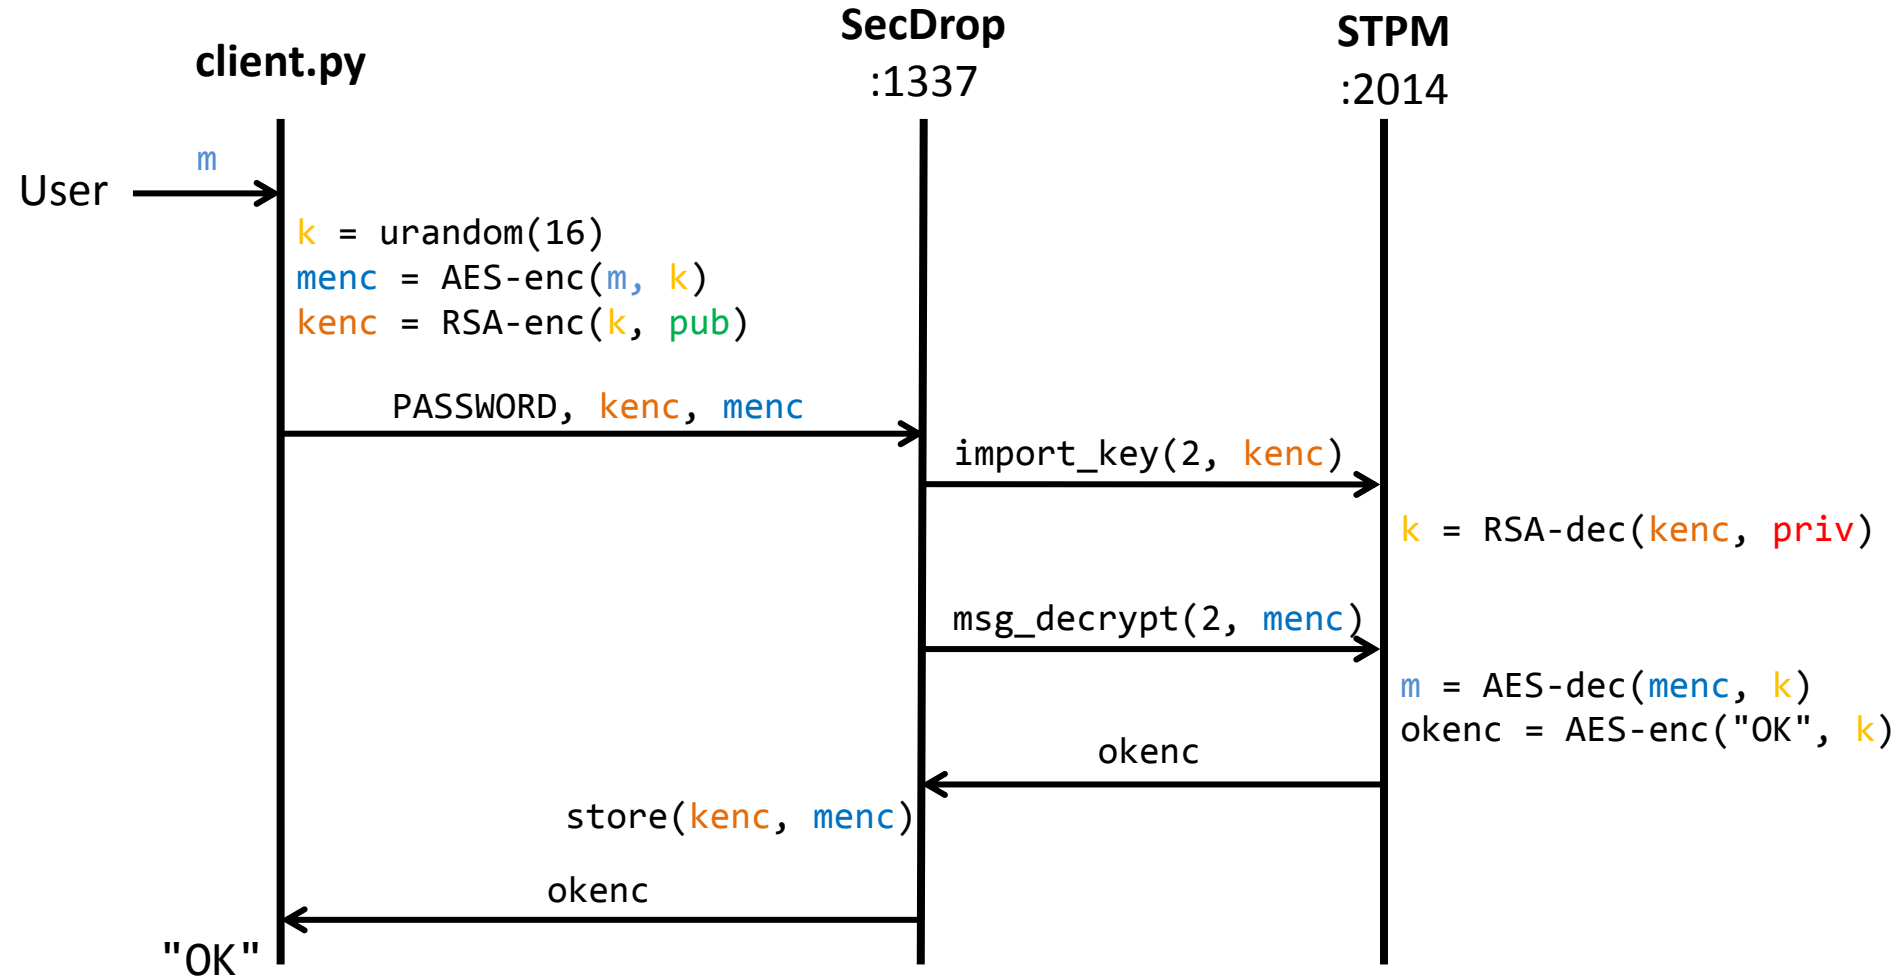 client.py
SecDrop
:1337
STPM
:2014
User
m
k = urandom(16)
menc = AES-enc(m, k)
kenc = RSA-enc(k, pub)
PASSWORD, kenc, menc
import_key(2, kenc)
k = RSA-dec(kenc, priv)
msg_decrypt(2, menc)
m = AES-dec(menc, k)
okenc = AES-enc("OK", k)
okenc
store(kenc, menc)
okenc
"OK"